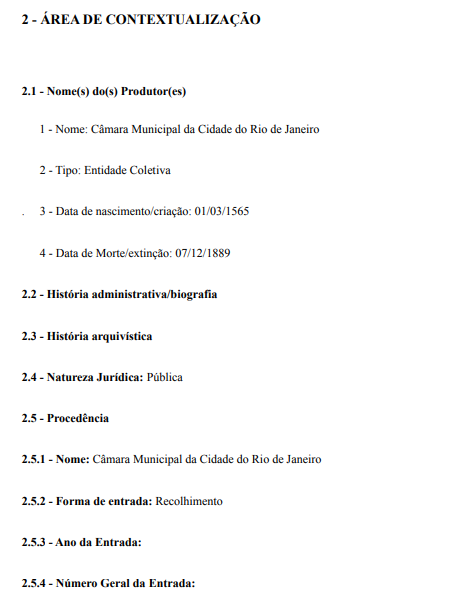 2 - ÁREA DE CONTEXTUALIZAÇÃO
2.1 - Nome(s) do(s) Produtor(es)
1 - Nome: Câmara Municipal da Cidade do Rio de Janeiro
2 - Tipo: Entidade Coletiva
. 3 - Data de nascimento/criação: 01/03/1565
4 - Data de Morte/extinção: 07/12/1889
2.2 - História administrativa/biografia
2.3 - História arquivística
2.4 - Natureza Jurídica: Pública
2.5 - Procedência
2.5.1 - Nome: Câmara Municipal da Cidade do Rio de Janeiro
2.5.2 - Forma de entrada: Recolhimento
2.5.3 - Ano da Entrada:
2.5.4 - Número Geral da Entrada: